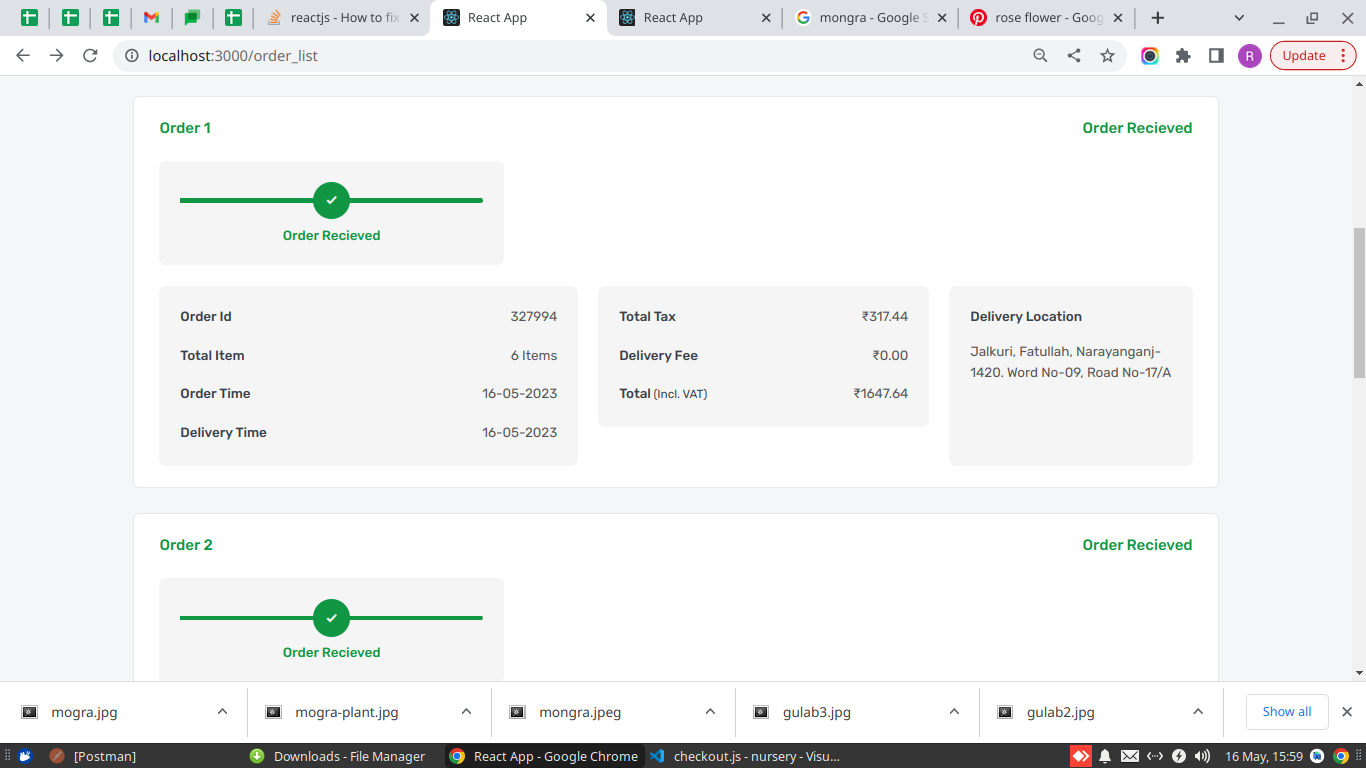 reactjs - How to fix
React App
React App
mongra - Google S
rose flower - Goog
localhost:3000/order_list
R
Update
Order 1
Order Recieved
Order Recieved
Order Id 327994
Total Item 6 Items
Order Time 16-05-2023
Delivery Time 16-05-2023
Total Tax ₹317.44
Delivery Fee ₹0.00
Total (Incl. VAT) ₹1647.64
Delivery Location
Jalkuri, Fatullah, Narayanganj-
1420. Word No-09, Road No-17/A
Order 2
Order Recieved
Order Recieved
mogra.jpg
mogra-plant.jpg
mongra.jpeg
gulab3.jpg
gulab2.jpg
Show all
[Postman]
Downloads - File Manager
React App - Google Chrome
checkout.js - nursery - Visu...
16 May, 15:59